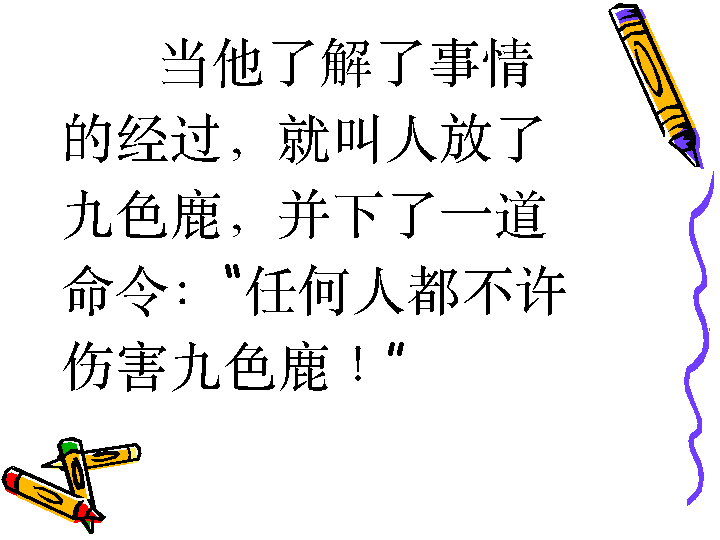 当他了解了事情
的经过，就叫人放了
九色鹿，并下了一道
命令：“任何人都不许
伤害九色鹿！”